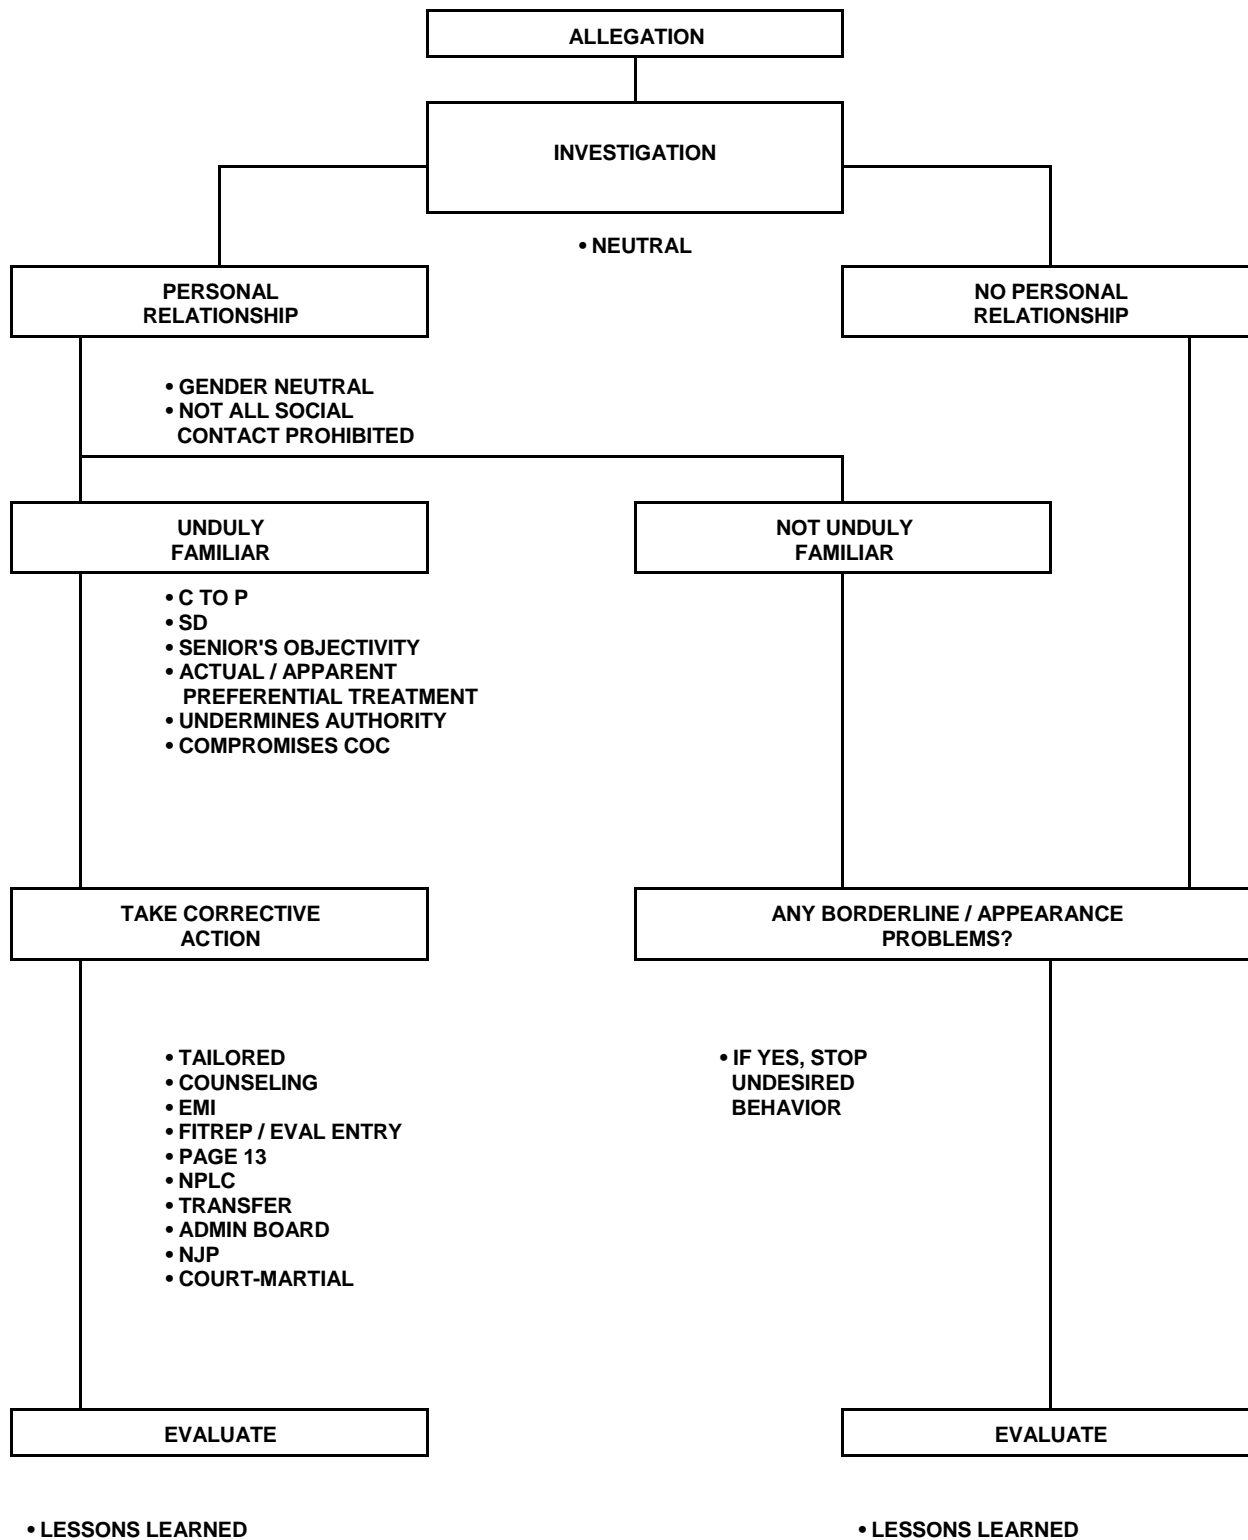 ALLEGATION
INVESTIGATION
• NEUTRAL
PERSONAL
RELATIONSHIP
NO PERSONAL
RELATIONSHIP
• GENDER NEUTRAL
• NOT ALL SOCIAL
CONTACT PROHIBITED
UNDULY
FAMILIAR
NOT UNDULY
FAMILIAR
• C TO P
• SD
• SENIOR'S OBJECTIVITY
• ACTUAL / APPARENT
PREFERENTIAL TREATMENT
• UNDERMINES AUTHORITY
• COMPROMISES COC
TAKE CORRECTIVE
ACTION
ANY BORDERLINE / APPEARANCE
PROBLEMS?
• TAILORED
• COUNSELING
• EMI
• FITREP / EVAL ENTRY
• PAGE 13
• NPLC
• TRANSFER
• ADMIN BOARD
• NJP
• COURT-MARTIAL
• IF YES, STOP
UNDESIRED
BEHAVIOR
EVALUATE
EVALUATE
• LESSONS LEARNED
• LESSONS LEARNED